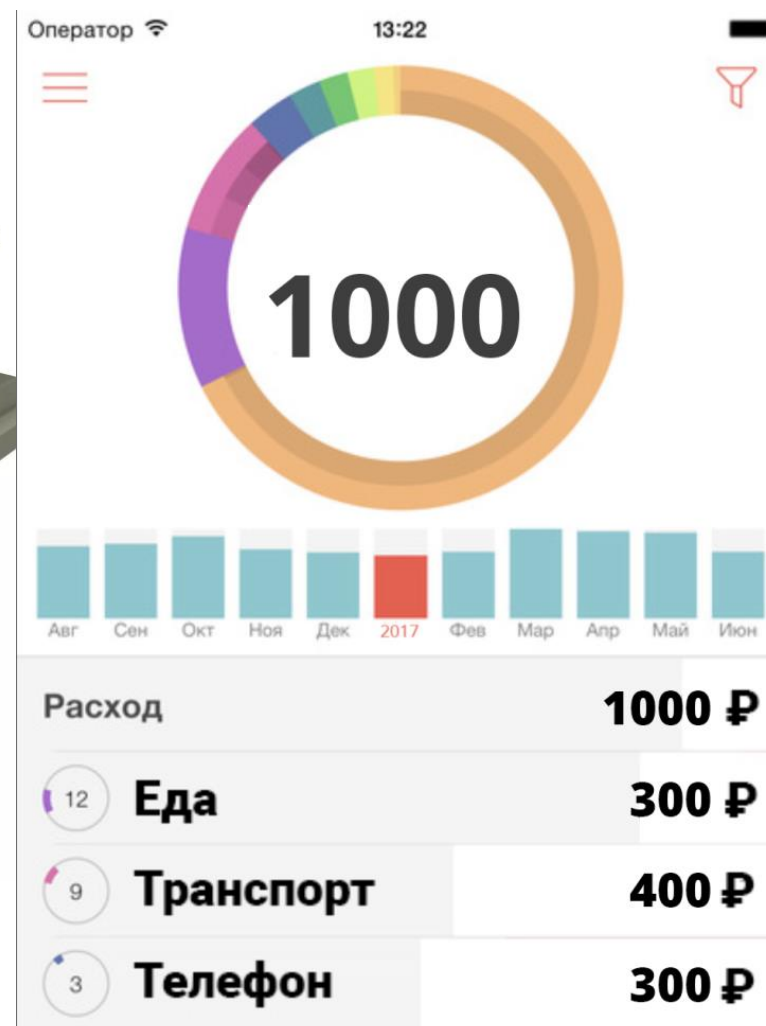 Оператор 13:22
1000
Авг Сен Окт Ноя Дек 2017 Фев Мар Апр Май Июн
Расход 1000 ₽
12 Еда 300 ₽
9 Транспорт 400 ₽
3 Телефон 300 ₽